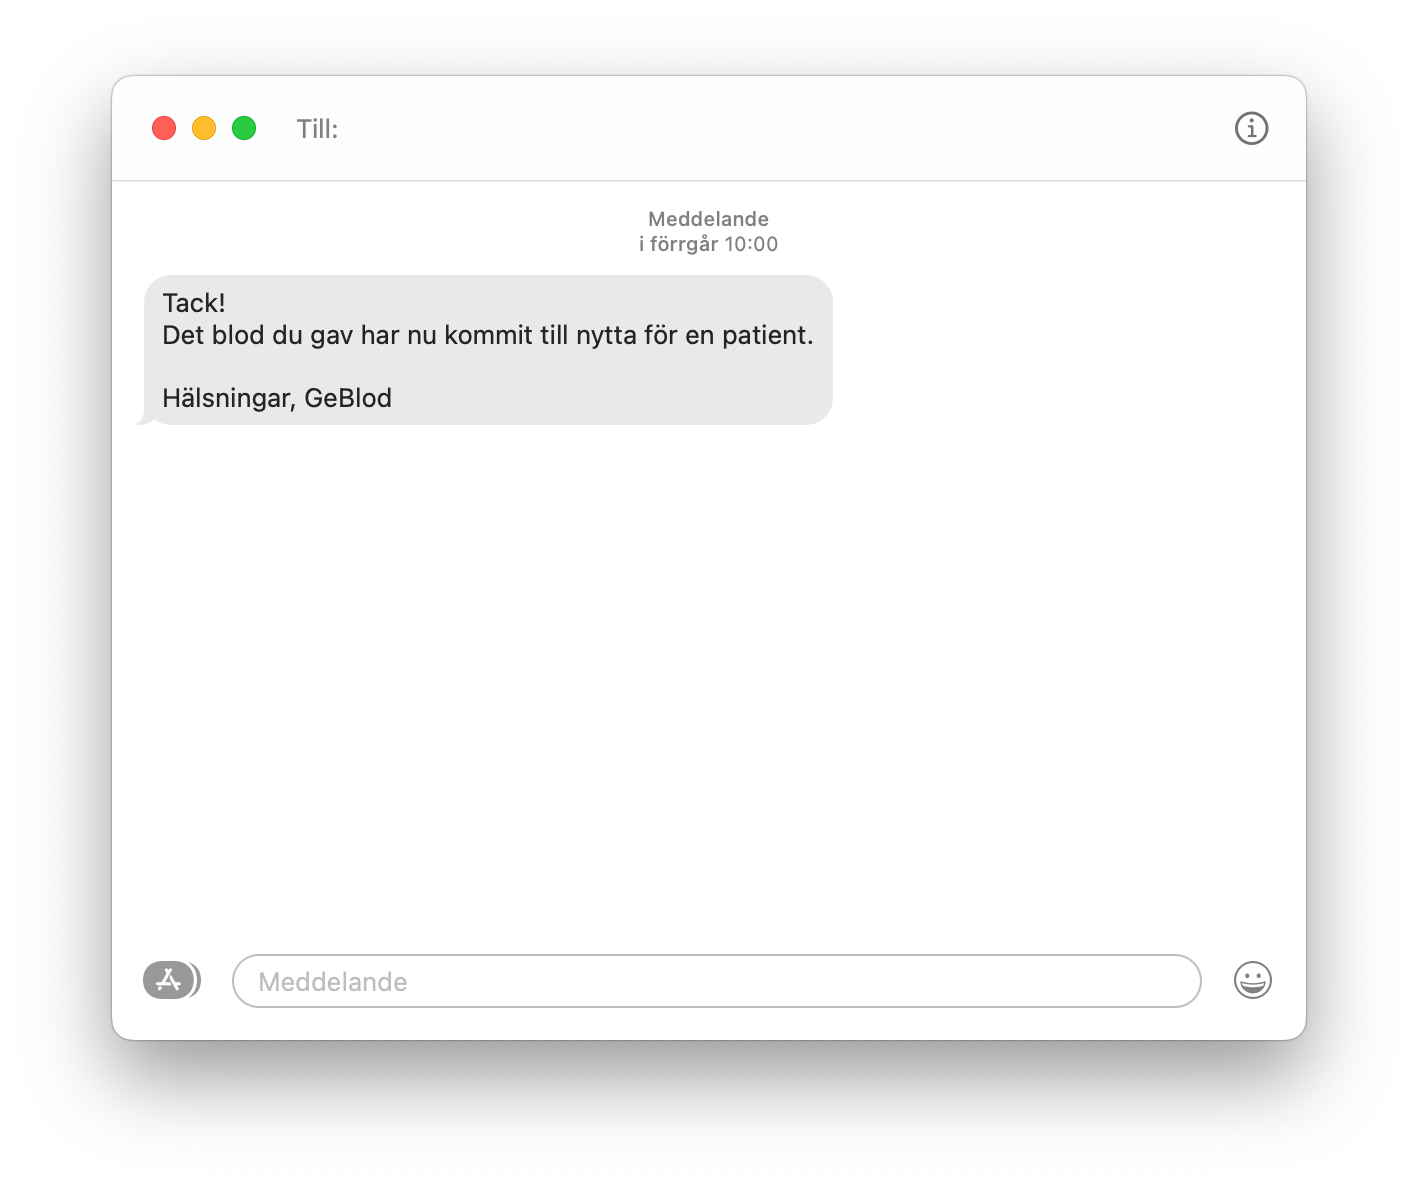 Till:
Meddelande
i förrgår 10:00
Tack!
Det blod du gav har nu kommit till nytta för en patient.
Hälsningar, GeBlod
Meddelande